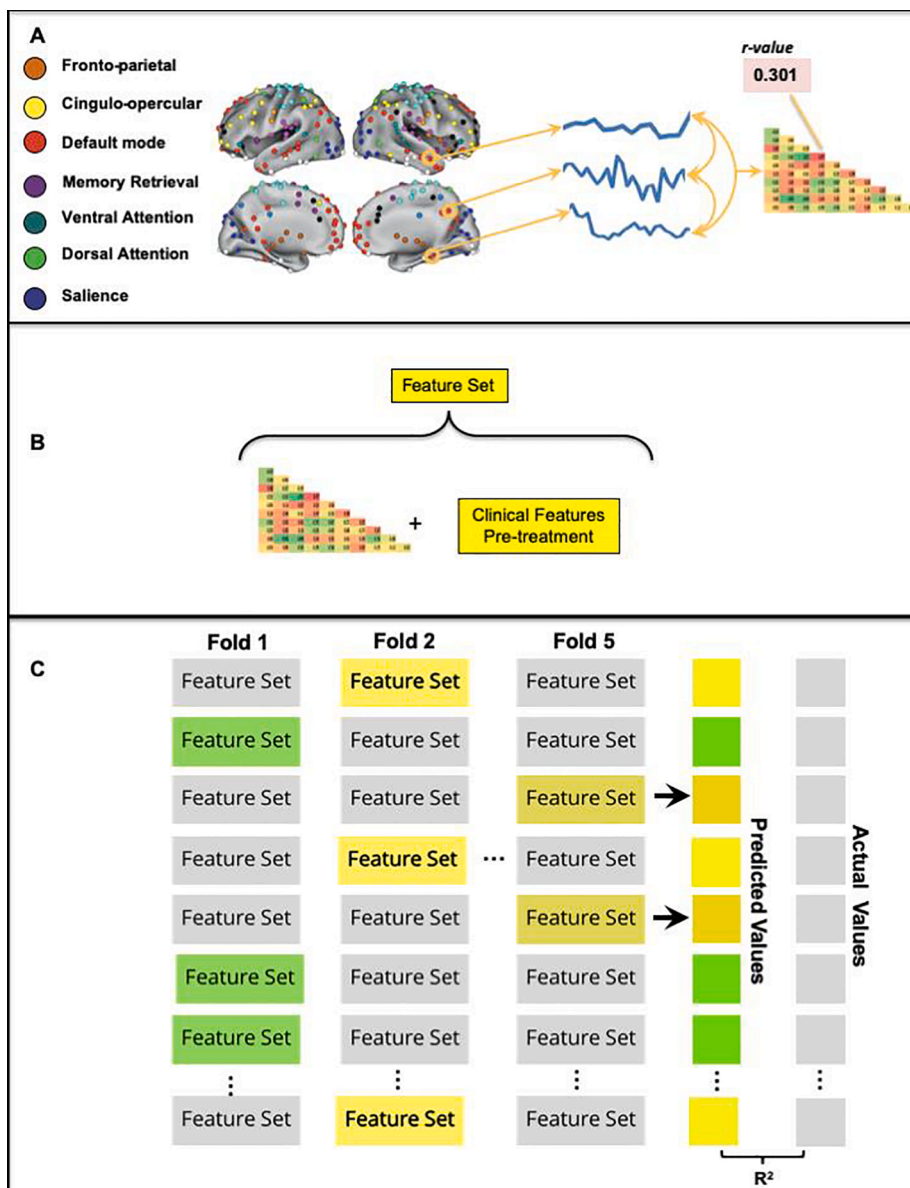 A
r-value
0.301
Fronto-parietal
Cingulo-opercular
Default mode
Memory Retrieval
Ventral Attention
Dorsal Attention
Salience
B
Feature Set
+
Clinical Features
Pre-treatment
C
Fold 1 Fold 2 Fold 5
Feature Set Feature Set Feature Set
Feature Set Feature Set Feature Set
Feature Set Feature Set Feature Set
Feature Set Feature Set ... Feature Set
Feature Set Feature Set Feature Set
Feature Set Feature Set Feature Set
Feature Set Feature Set Feature Set
Feature Set Feature Set Feature Set
Predicted Values
Actual Values
R²